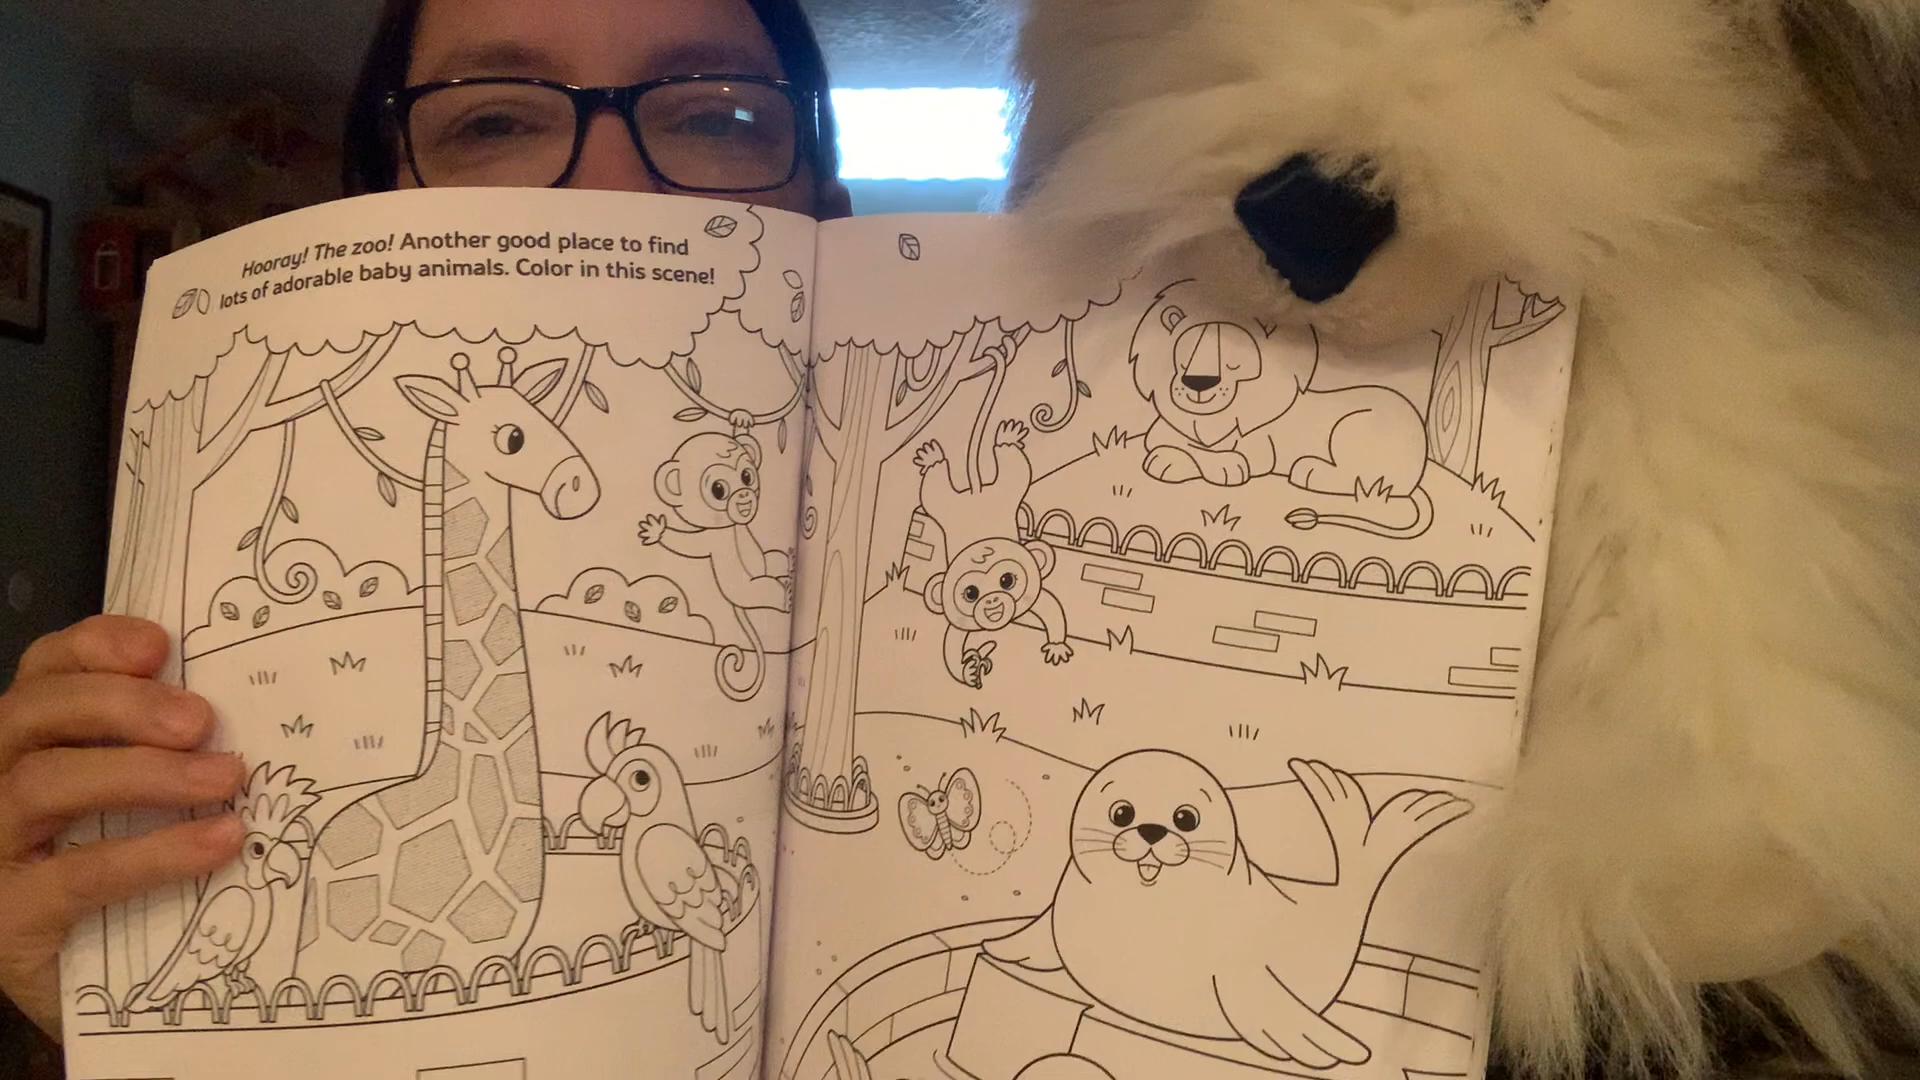 Hooray! The zoo! Another good place to find
lots of adorable baby animals. Color in this scene!